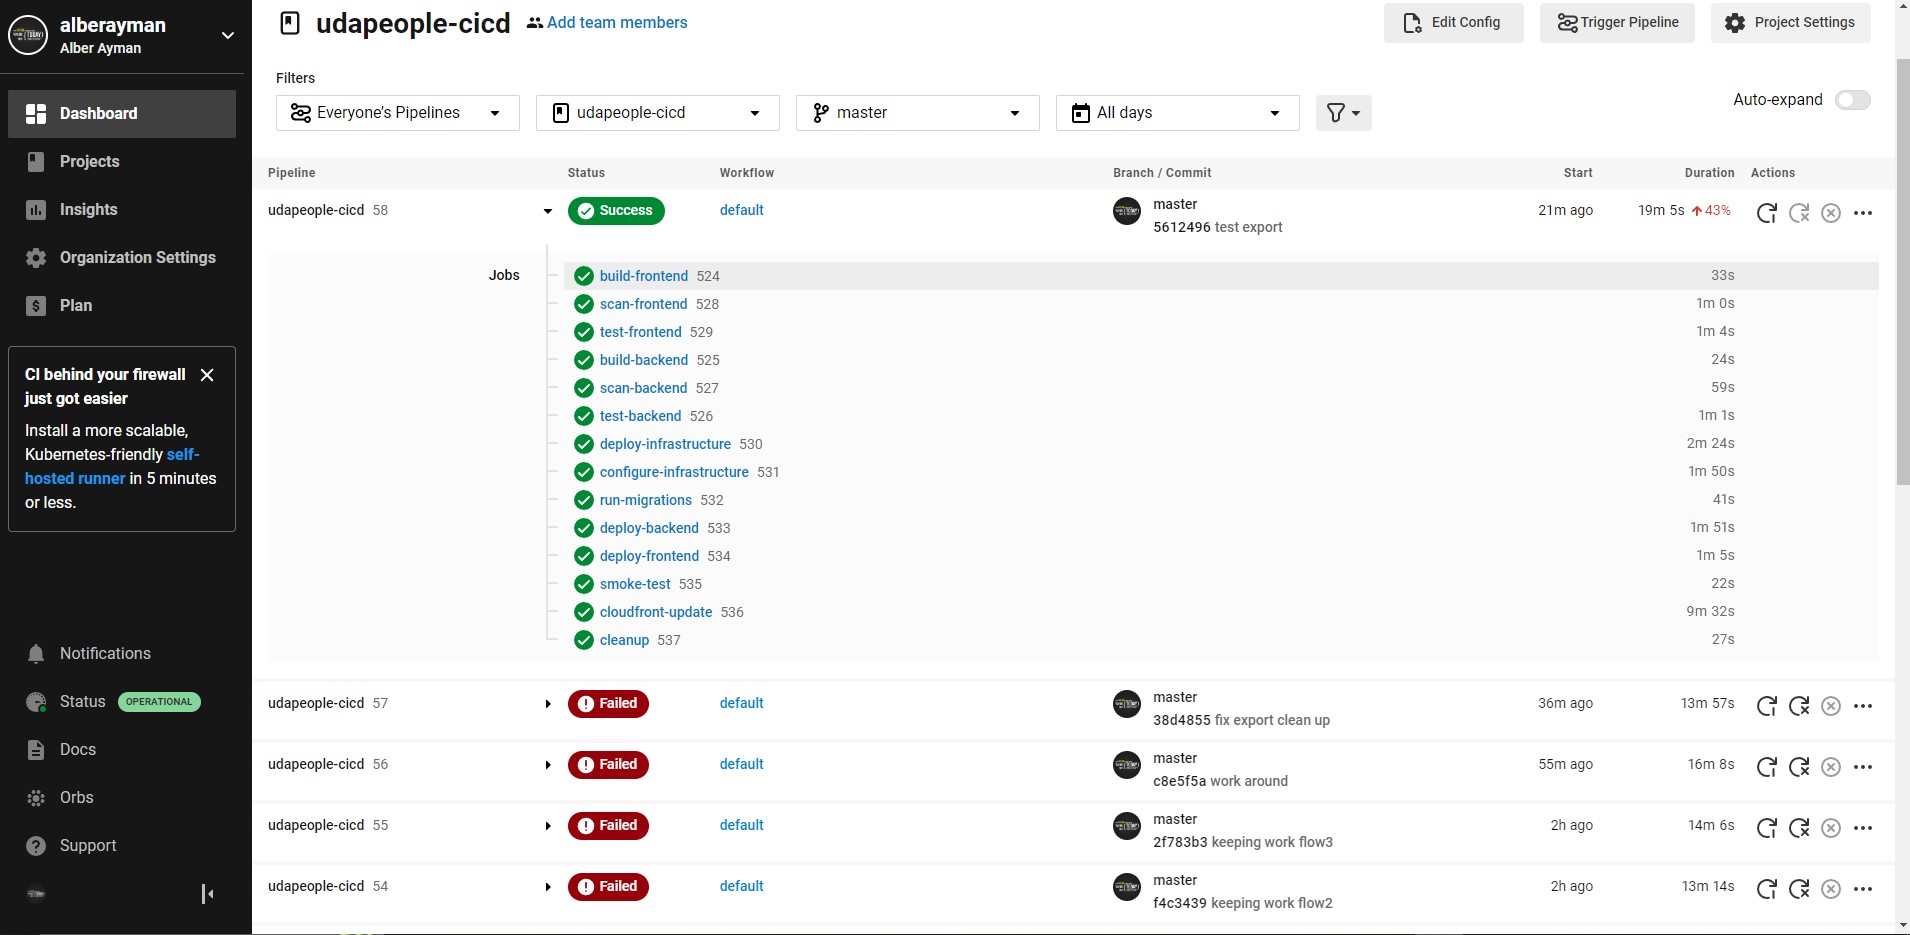 alberayman
Alber Ayman
Dashboard
Projects
Insights
Organization Settings
Plan
CI behind your firewall
just got easier
Install a more scalable,
Kubernetes-friendly self-
hosted runner in 5 minutes
or less.
Notifications
Status OPERATIONAL
Docs
Orbs
Support
udapeople-cicd Add team members
Edit Config Trigger Pipeline Project Settings
Filters
Everyone’s Pipelines udapeople-cicd master All days
Auto-expand
Pipeline Status Workflow Branch / Commit Start Duration Actions
udapeople-cicd 58 Success default master 21m ago 19m 5s 43%
5612496 test export
Jobs build-frontend 524 33s
scan-frontend 528 1m 0s
test-frontend 529 1m 4s
build-backend 525 24s
scan-backend 527 59s
test-backend 526 1m 1s
deploy-infrastructure 530 2m 24s
configure-infrastructure 531 1m 50s
run-migrations 532 41s
deploy-backend 533 1m 51s
deploy-frontend 534 1m 5s
smoke-test 535 22s
cloudfront-update 536 9m 32s
cleanup 537 27s
udapeople-cicd 57 Failed default master 36m ago 13m 57s
38d4855 fix export clean up
udapeople-cicd 56 Failed default master 55m ago 16m 8s
c8e5f5a work around
udapeople-cicd 55 Failed default master 2h ago 14m 6s
2f783b3 keeping work flow3
udapeople-cicd 54 Failed default master 2h ago 13m 14s
f4c3439 keeping work flow2